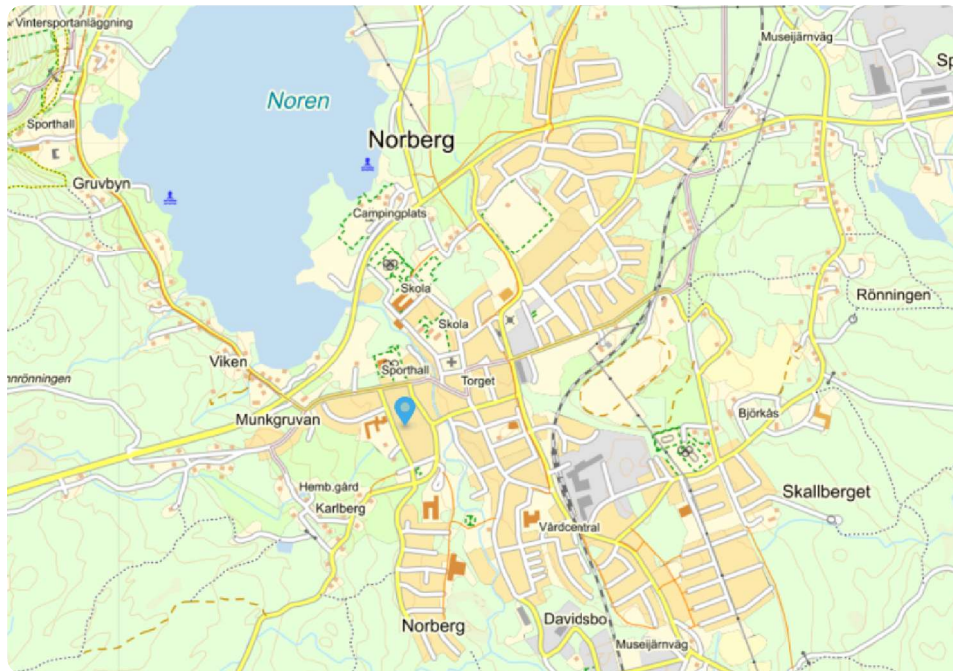 Vintersportanläggning
Museijärnväg
Sp
Noren
Sporthall
Norberg
Gruvbyn
Campingplats
Skola
Rönningen
Skola
Viken
Sporthall
nnrönningen
Torget
Munkgruvan
Björkås
Hemb.gård
Skallberget
Karlberg
Vårdcentral
Norberg
Davidsbo
Museijärnväg